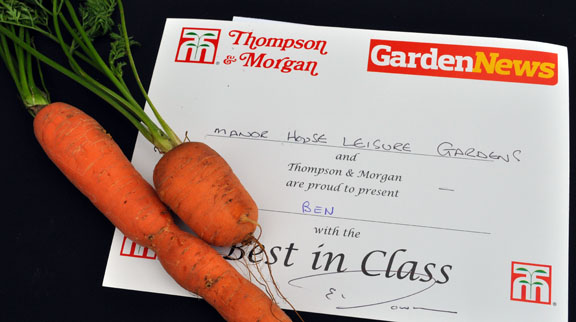 Thompson
& Morgan
GardenNews
MANOR HOUSE LEISURE GARDENS
and
Thompson & Morgan
are proud to present
BEN
with the
Best in Class